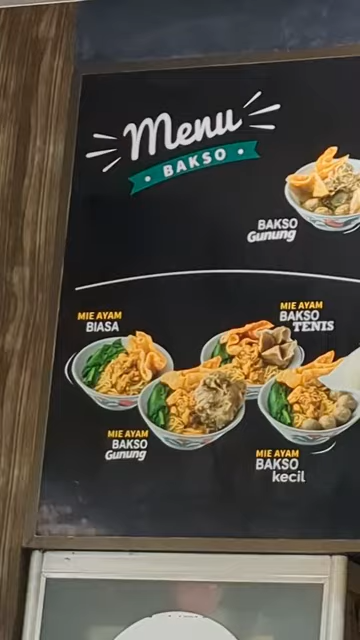 Menu
• BAKSO •
BAKSO
Gunung
MIE AYAM
BIASA
MIE AYAM
BAKSO
TENIS
MIE AYAM
BAKSO
Gunung
MIE AYAM
BAKSO
kecil